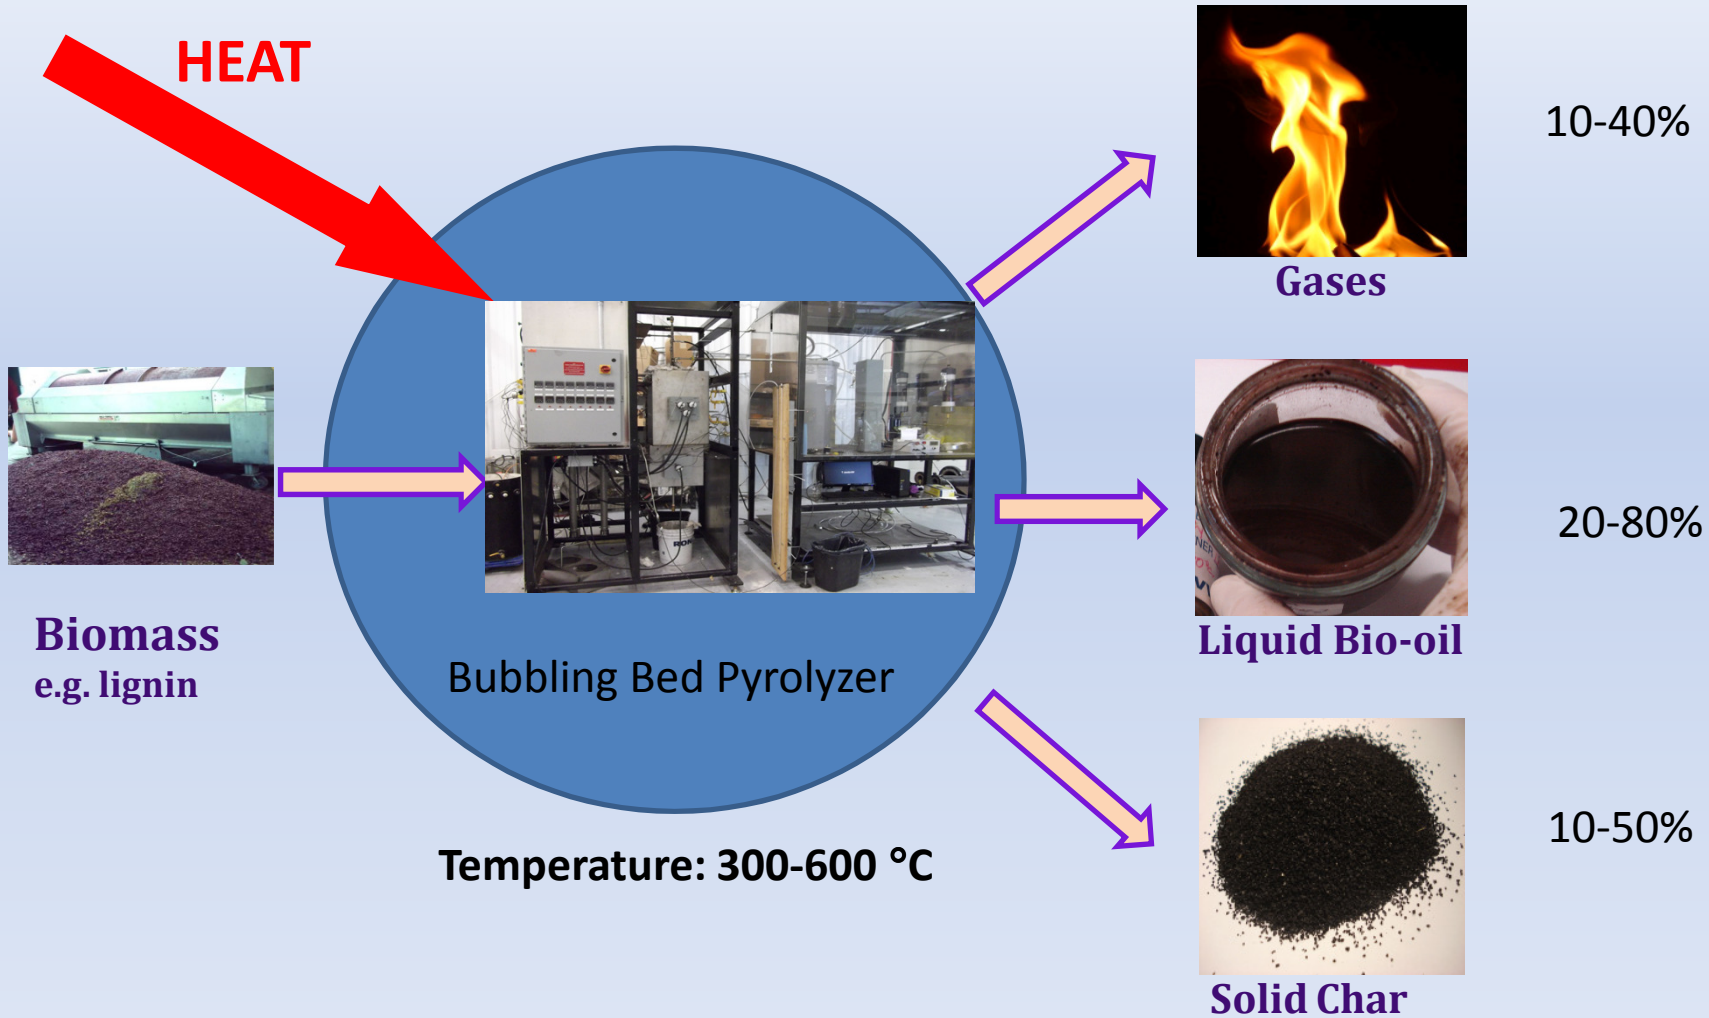 HEAT
10-40%
Gases
Biomass
e.g. lignin
Bubbling Bed Pyrolyzer
20-80%
Liquid Bio-oil
Temperature: 300-600 °C
10-50%
Solid Char